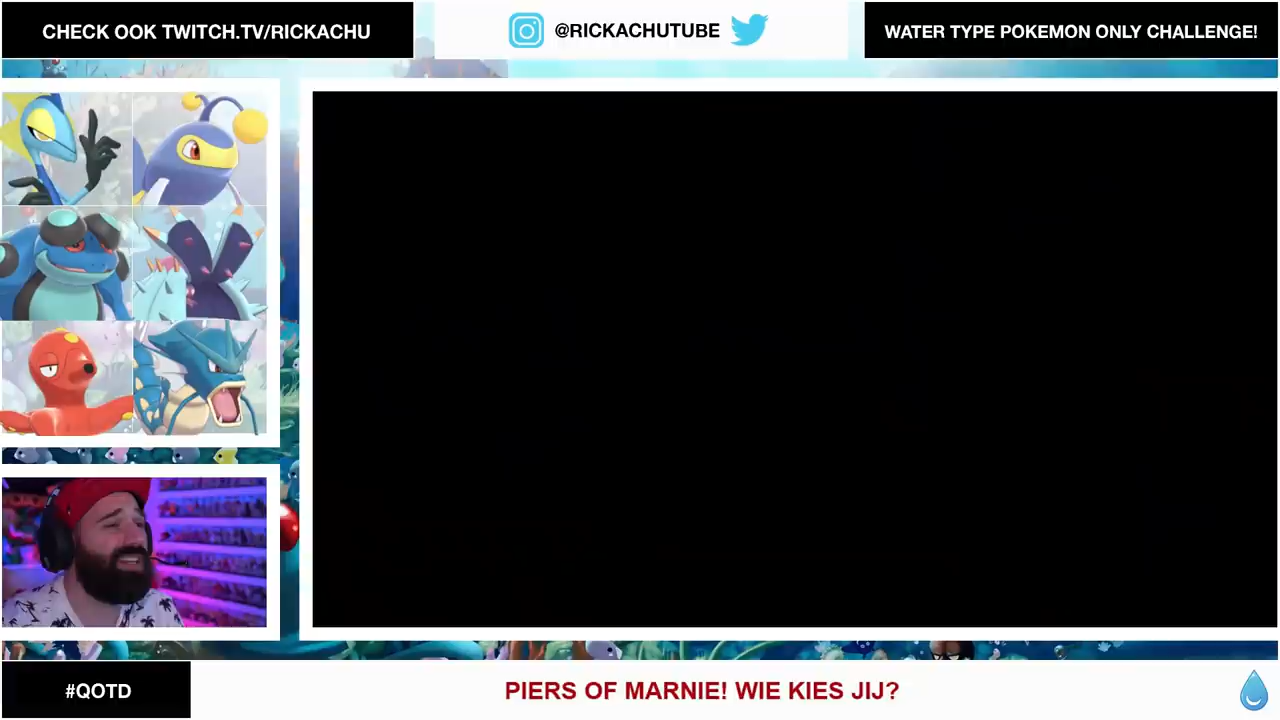 CHECK OOK TWITCH.TV/RICKACHU
@RICKACHUTUBE
WATER TYPE POKEMON ONLY CHALLENGE!
#QOTD
PIERS OF MARNIE! WIE KIES JIJ?